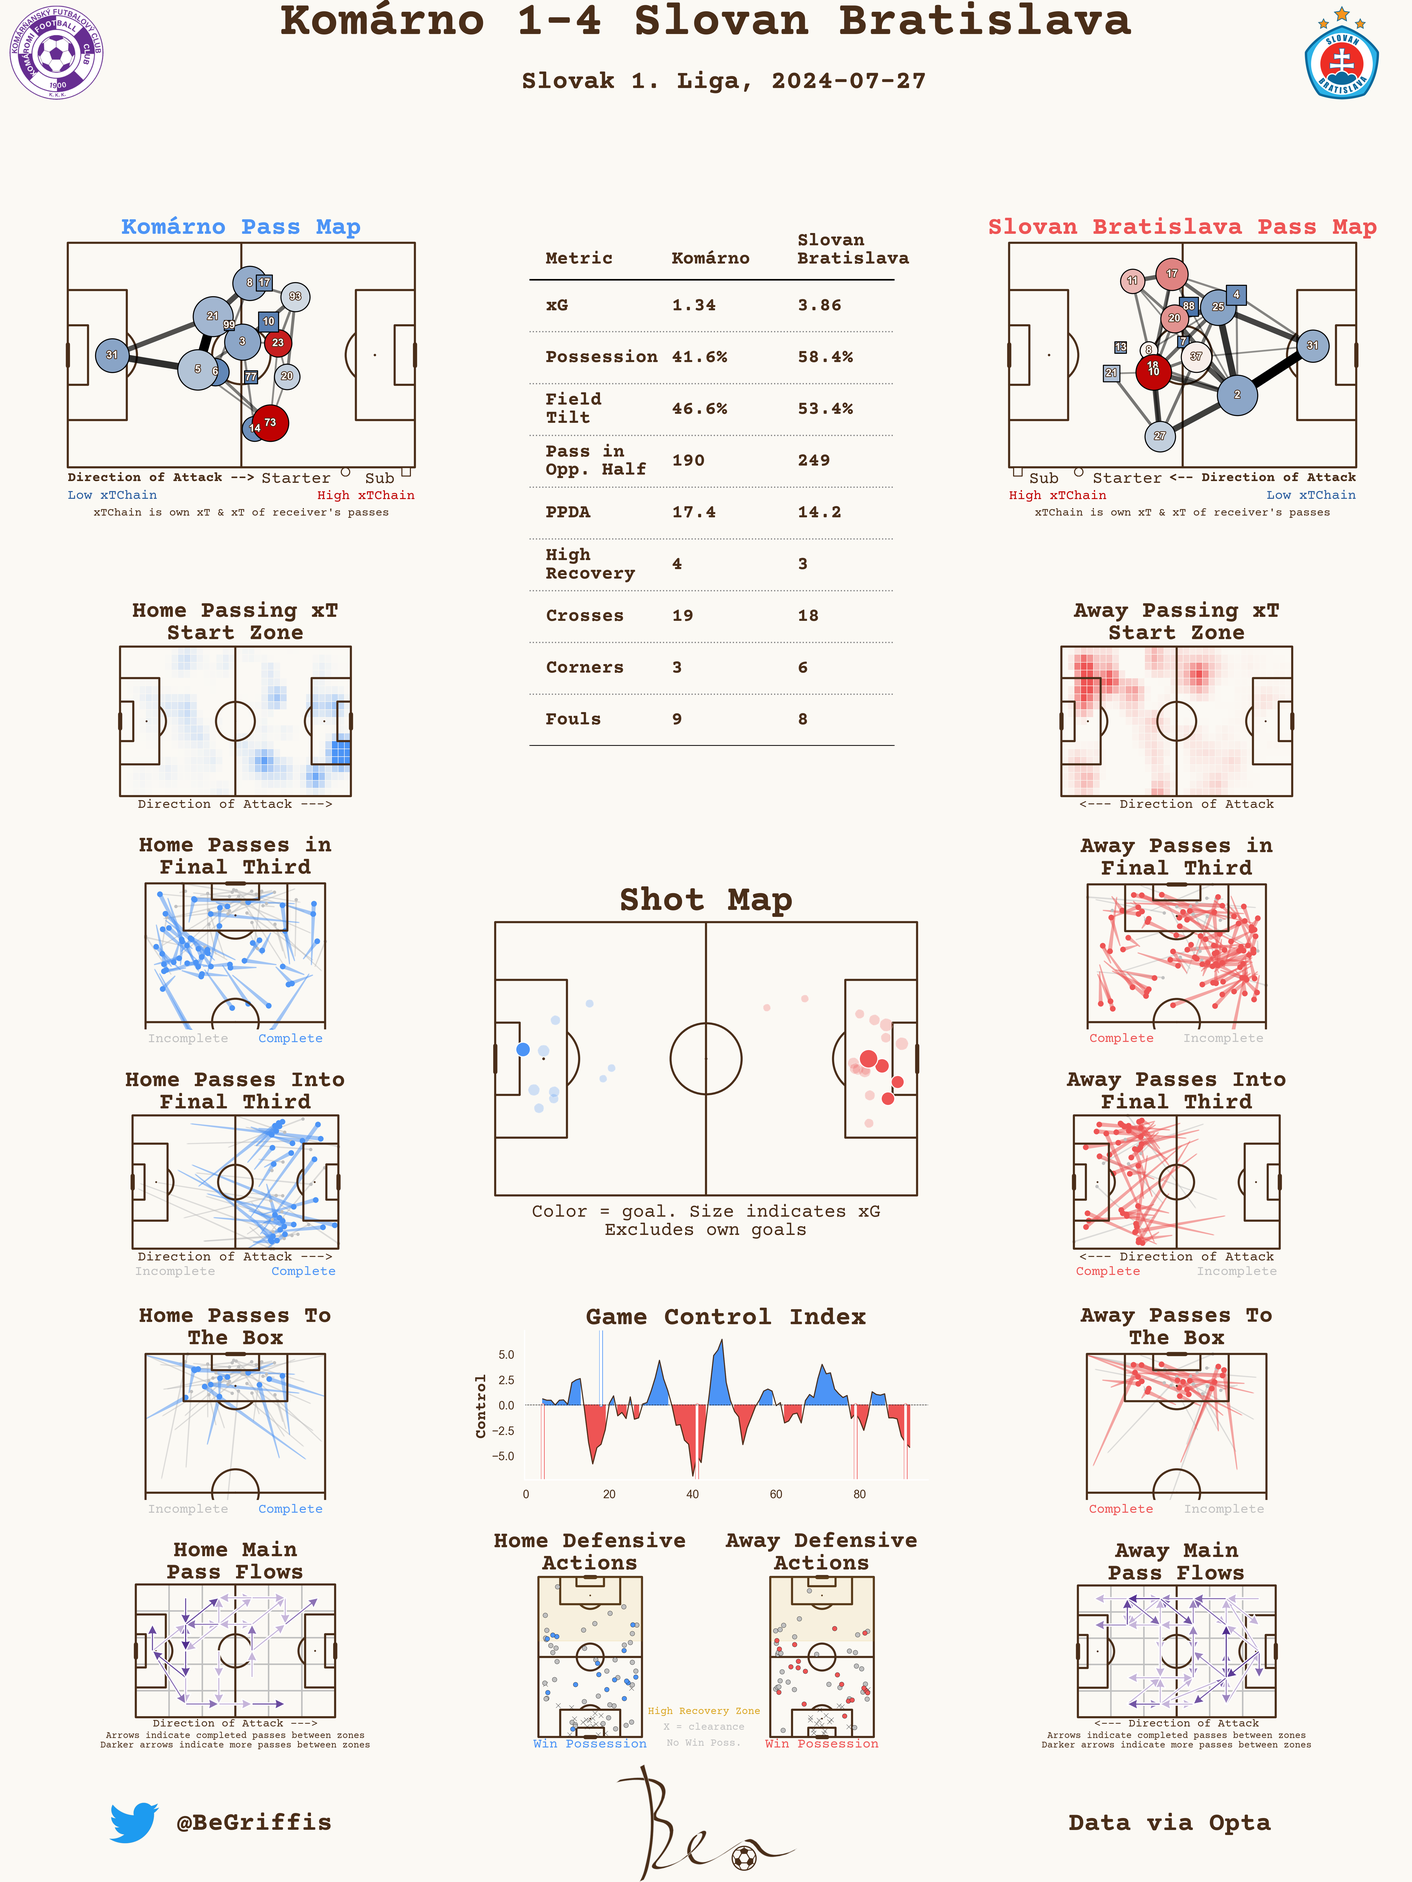 Komárno 1–4 Slovan Bratislava
Slovak 1. Liga, 2024-07-27
KOMÁRŇANSKÝ FUTBALOVÝ CLUB
KOMÁROMI FOOTBALL CLUB
1900
K.K.K.
SLOVAN
BRATISLAVA
Komárno Pass Map
8 17 93
21 99 10
3 23
31 5 6 77 20
14 73
Direction of Attack --> Starter Sub
Low xTChain High xTChain
xTChain is own xT & xT of receiver's passes
Metric Komárno Slovan
Bratislava
xG 1.34 3.86
Possession 41.6% 58.4%
Field
Tilt 46.6% 53.4%
Pass in
Opp. Half 190 249
PPDA 17.4 14.2
High
Recovery 4 3
Crosses 19 18
Corners 3 6
Fouls 9 8
Slovan Bratislava Pass Map
11 17 4
88 25
20
13 8 7 31
18 37
21 10
2
27
Sub Starter <-- Direction of Attack
High xTChain Low xTChain
xTChain is own xT & xT of receiver's passes
Home Passing xT
Start Zone
Direction of Attack --->
Away Passing xT
Start Zone
<--- Direction of Attack
Home Passes in
Final Third
Incomplete Complete
Away Passes in
Final Third
Complete Incomplete
Shot Map
Color = goal. Size indicates xG
Excludes own goals
Home Passes Into
Final Third
Direction of Attack --->
Incomplete Complete
Away Passes Into
Final Third
<--- Direction of Attack
Complete Incomplete
Home Passes To
The Box
Incomplete Complete
Game Control Index
Control
5.0
2.5
0.0
−2.5
−5.0
0 20 40 60 80
Away Passes To
The Box
Complete Incomplete
Home Main
Pass Flows
Direction of Attack --->
Arrows indicate completed passes between zones
Darker arrows indicate more passes between zones
Home Defensive
Actions
Win Possession
High Recovery Zone
X = clearance
No Win Poss.
Away Defensive
Actions
Win Possession
Away Main
Pass Flows
<--- Direction of Attack
Arrows indicate completed passes between zones
Darker arrows indicate more passes between zones
@BeGriffis
Ben
Data via Opta